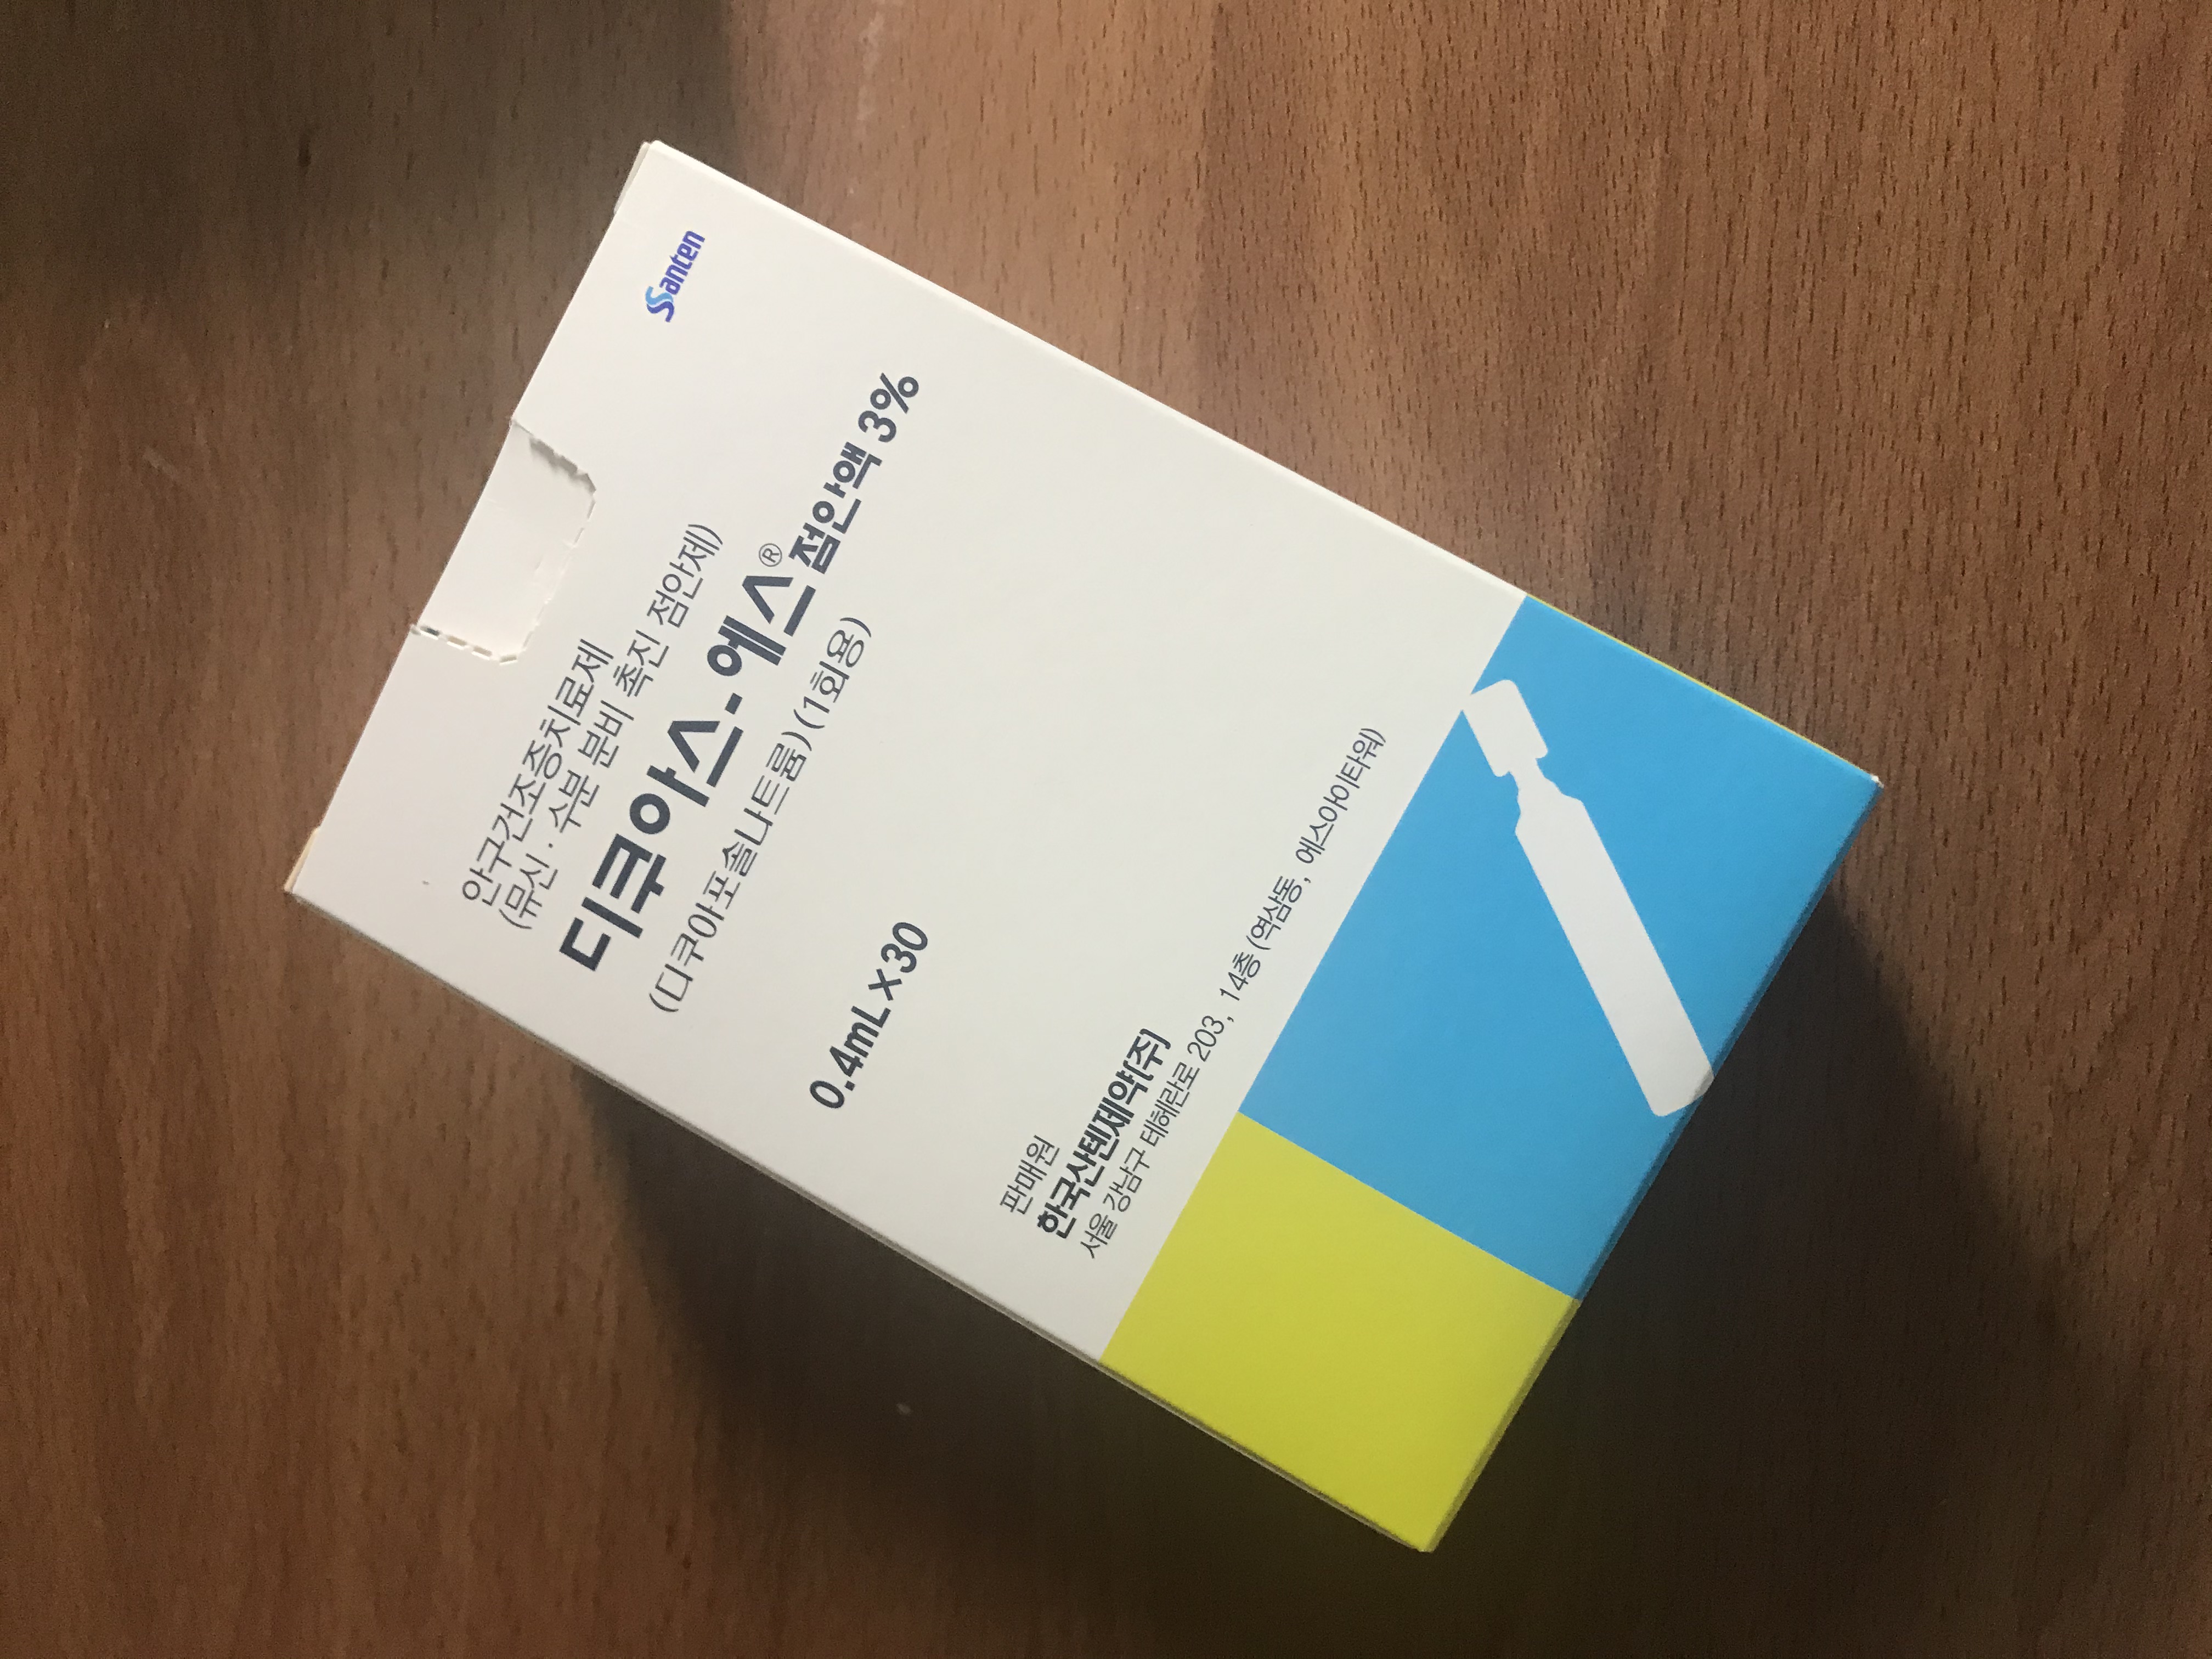 Santen
안구건조증치료제
(뮤신 · 수분 분비 촉진 점안제)
디쿠아스-에스® 점안액 3%
(디쿠아포솔나트륨) (1회용)
0.4mL×30
판매원
한국산텐제약(주)
서울 강남구 테헤란로 203, 14층 (역삼동, 에스아이타워)